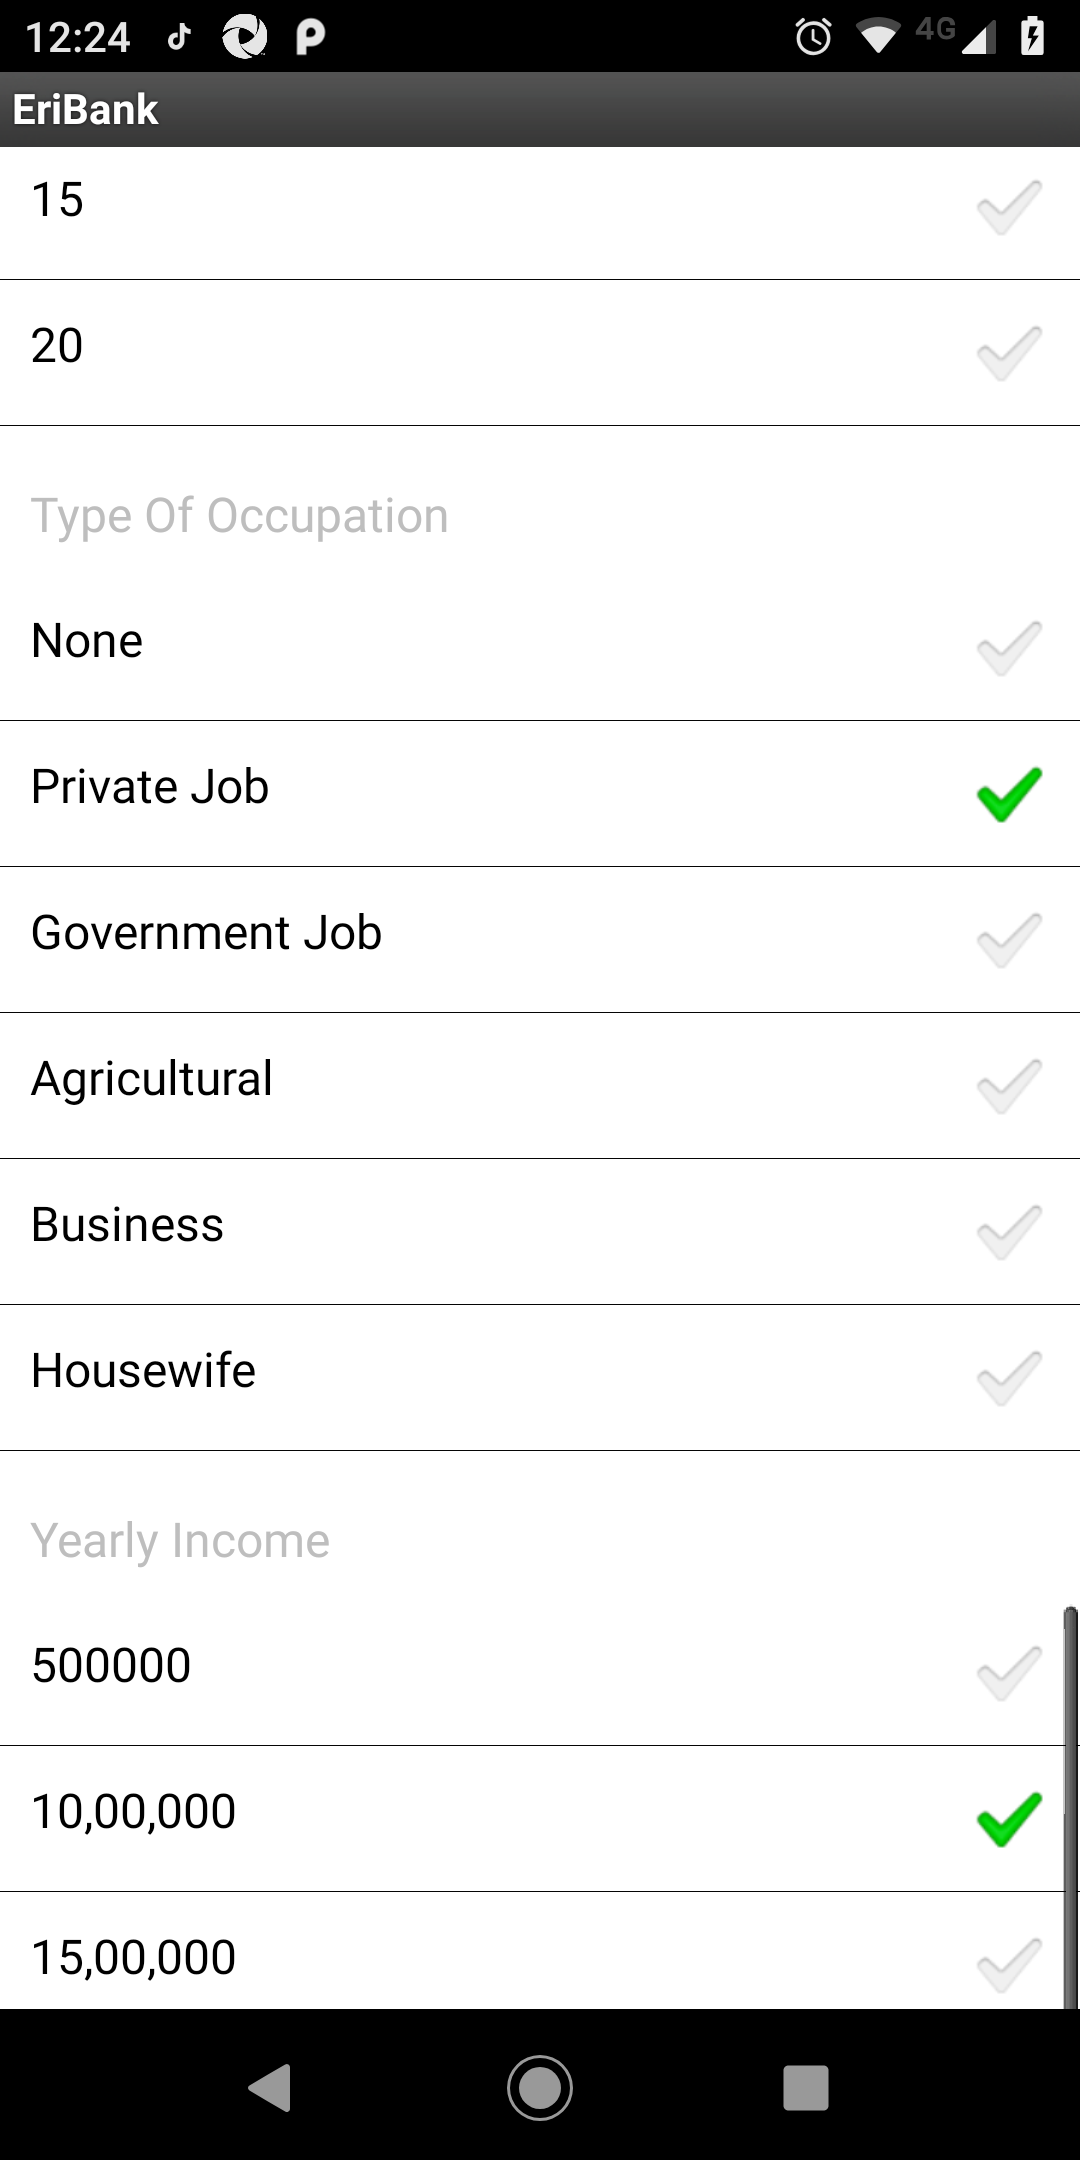 12:24
4G
EriBank
15
20
Type Of Occupation
None
Private Job
Government Job
Agricultural
Business
Housewife
Yearly Income
500000
10,00,000
15,00,000